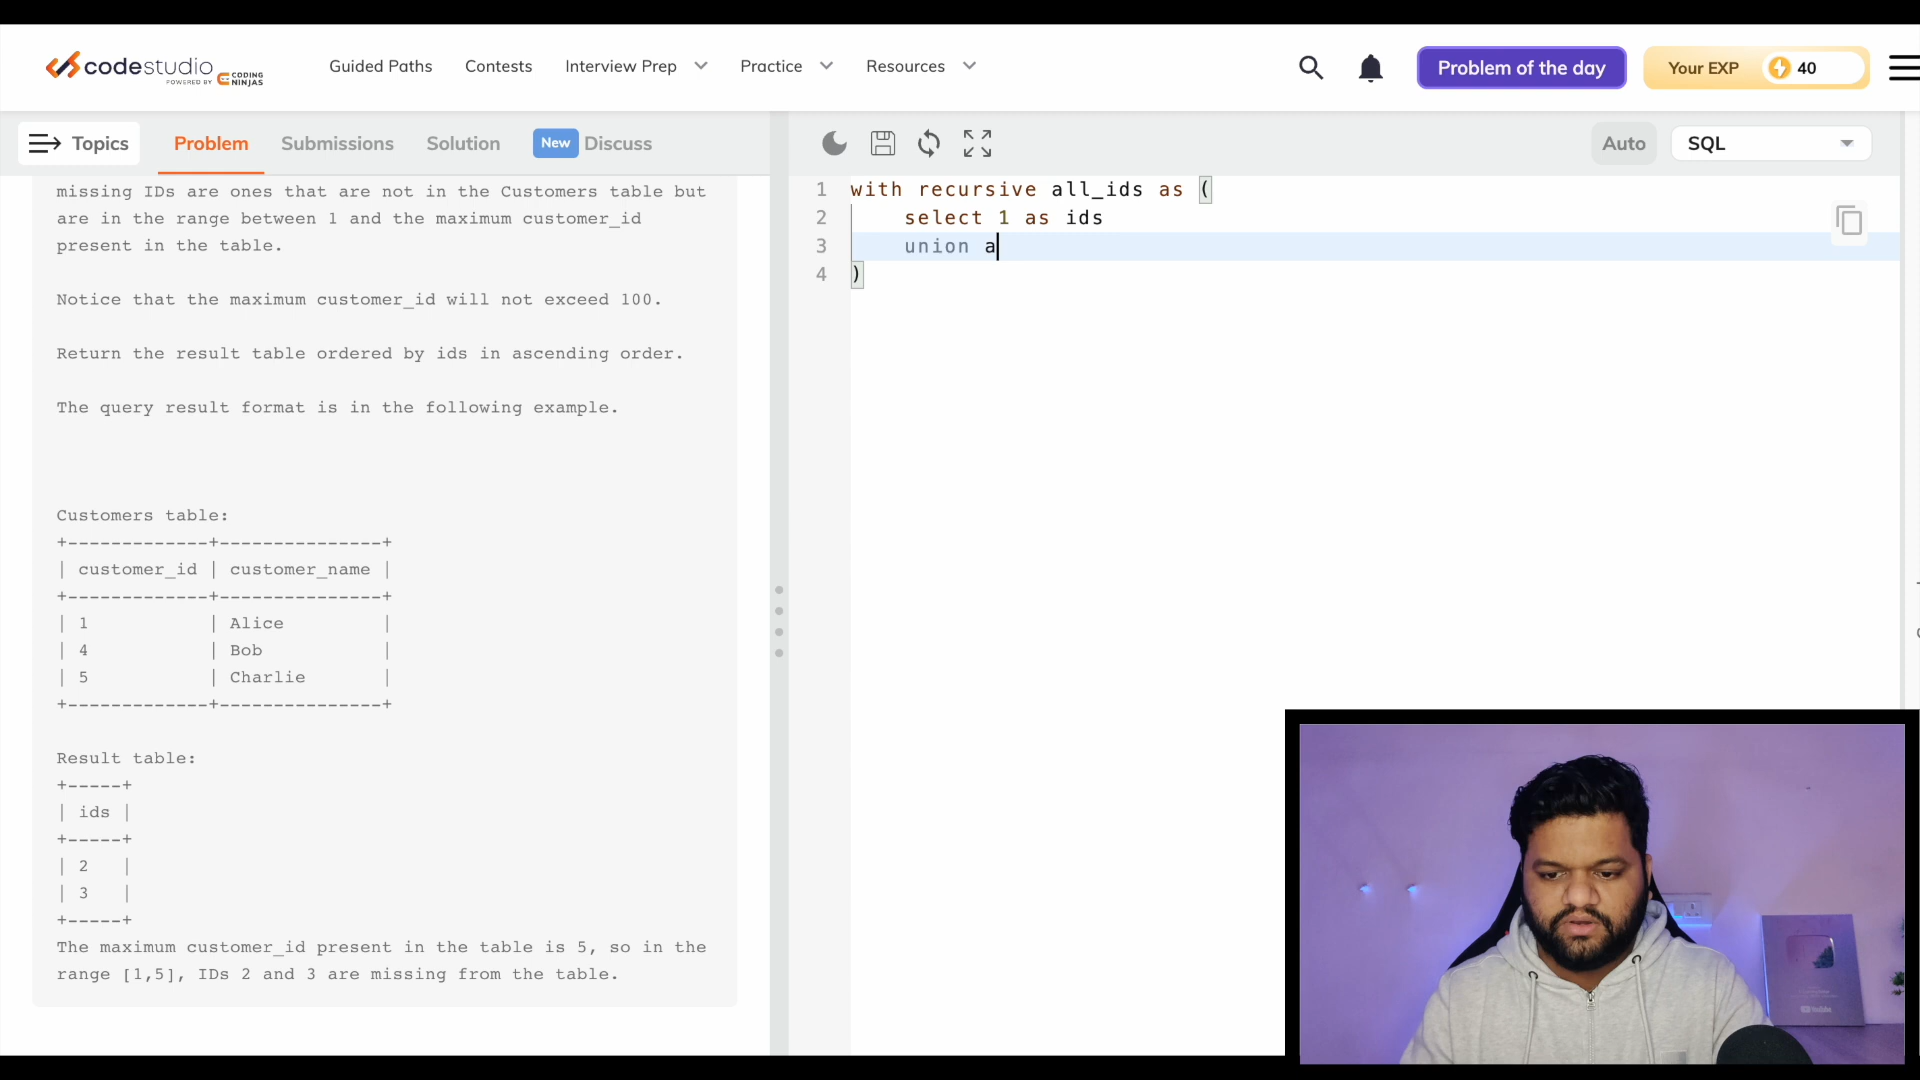 codestudio
POWERED BY CODING NINJAS
Guided Paths
Contests
Interview Prep
Practice
Resources
Problem of the day
Your EXP
40
Topics
Problem
Submissions
Solution
New
Discuss
Auto
SQL
missing IDs are ones that are not in the Customers table but
are in the range between 1 and the maximum customer_id
present in the table.
Notice that the maximum customer_id will not exceed 100.
Return the result table ordered by ids in ascending order.
The query result format is in the following example.
Customers table:
+-------------+---------------+
| customer_id | customer_name |
+-------------+---------------+
| 1           | Alice         |
| 4           | Bob           |
| 5           | Charlie       |
+-------------+---------------+
Result table:
+-----+
| ids |
+-----+
| 2   |
| 3   |
+-----+
The maximum customer_id present in the table is 5, so in the
range [1,5], IDs 2 and 3 are missing from the table.
1 with recursive all_ids as (
2     select 1 as ids
3     union a
4 )
YouTube